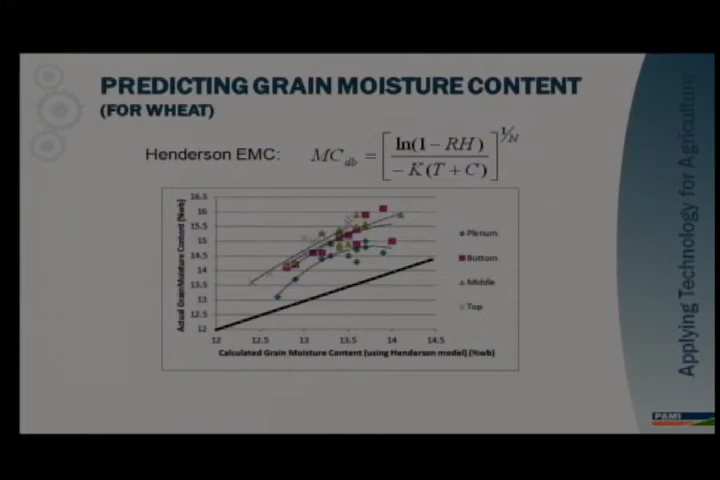 PREDICTING GRAIN MOISTURE CONTENT
(FOR WHEAT)
Henderson EMC: MC_db = [ln(1 − RH) / −K(T + C)]^1/N
Actual Grain Moisture Content (%wb)
16.5
16
15.5
15
14.5
14
13.5
13
12.5
12
12 12.5 13 13.5 14 14.5
Calculated Grain Moisture Content (using Henderson model) (%wb)
Plenum
Bottom
Middle
Top
Applying Technology for Agriculture
PAMI